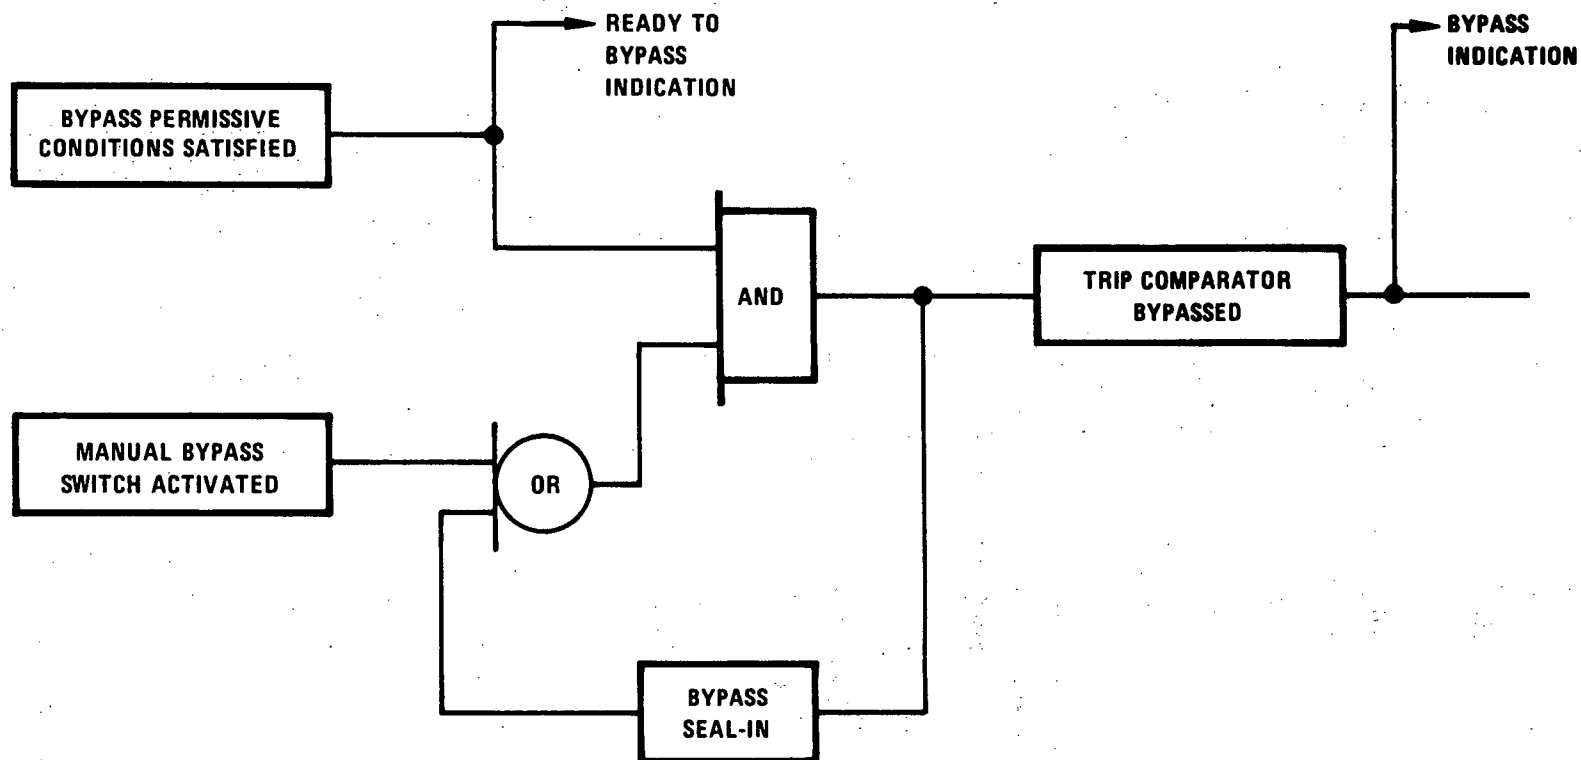 READY TO
BYPASS
INDICATION
BYPASS
INDICATION
BYPASS PERMISSIVE
CONDITIONS SATISFIED
AND
TRIP COMPARATOR
BYPASSED
MANUAL BYPASS
SWITCH ACTIVATED
OR
BYPASS
SEAL-IN